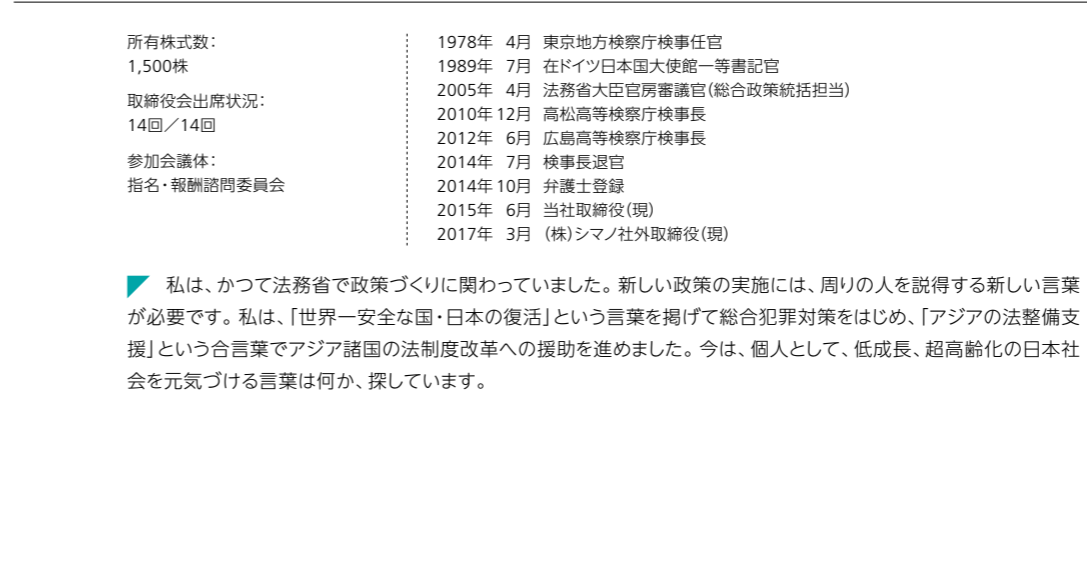 所有株式数：
1,500株
取締役会出席状況：
14回／14回
参加会議体：
指名・報酬諮問委員会
1978年 4月 東京地方検察庁検事任官
1989年 7月 在ドイツ日本国大使館一等書記官
2005年 4月 法務省大臣官房審議官（総合政策統括担当）
2010年12月 高松高等検察庁検事長
2012年 6月 広島高等検察庁検事長
2014年 7月 検事長退官
2014年10月 弁護士登録
2015年 6月 当社取締役（現）
2017年 3月 （株）シマノ社外取締役（現）
私は、かつて法務省で政策づくりに関わっていました。新しい政策の実施には、周りの人を説得する新しい言葉
が必要です。私は、「世界一安全な国・日本の復活」という言葉を掲げて総合犯罪対策をはじめ、「アジアの法整備支
援」という合言葉でアジア諸国の法制度改革への援助を進めました。今は、個人として、低成長、超高齢化の日本社
会を元気づける言葉は何か、探しています。